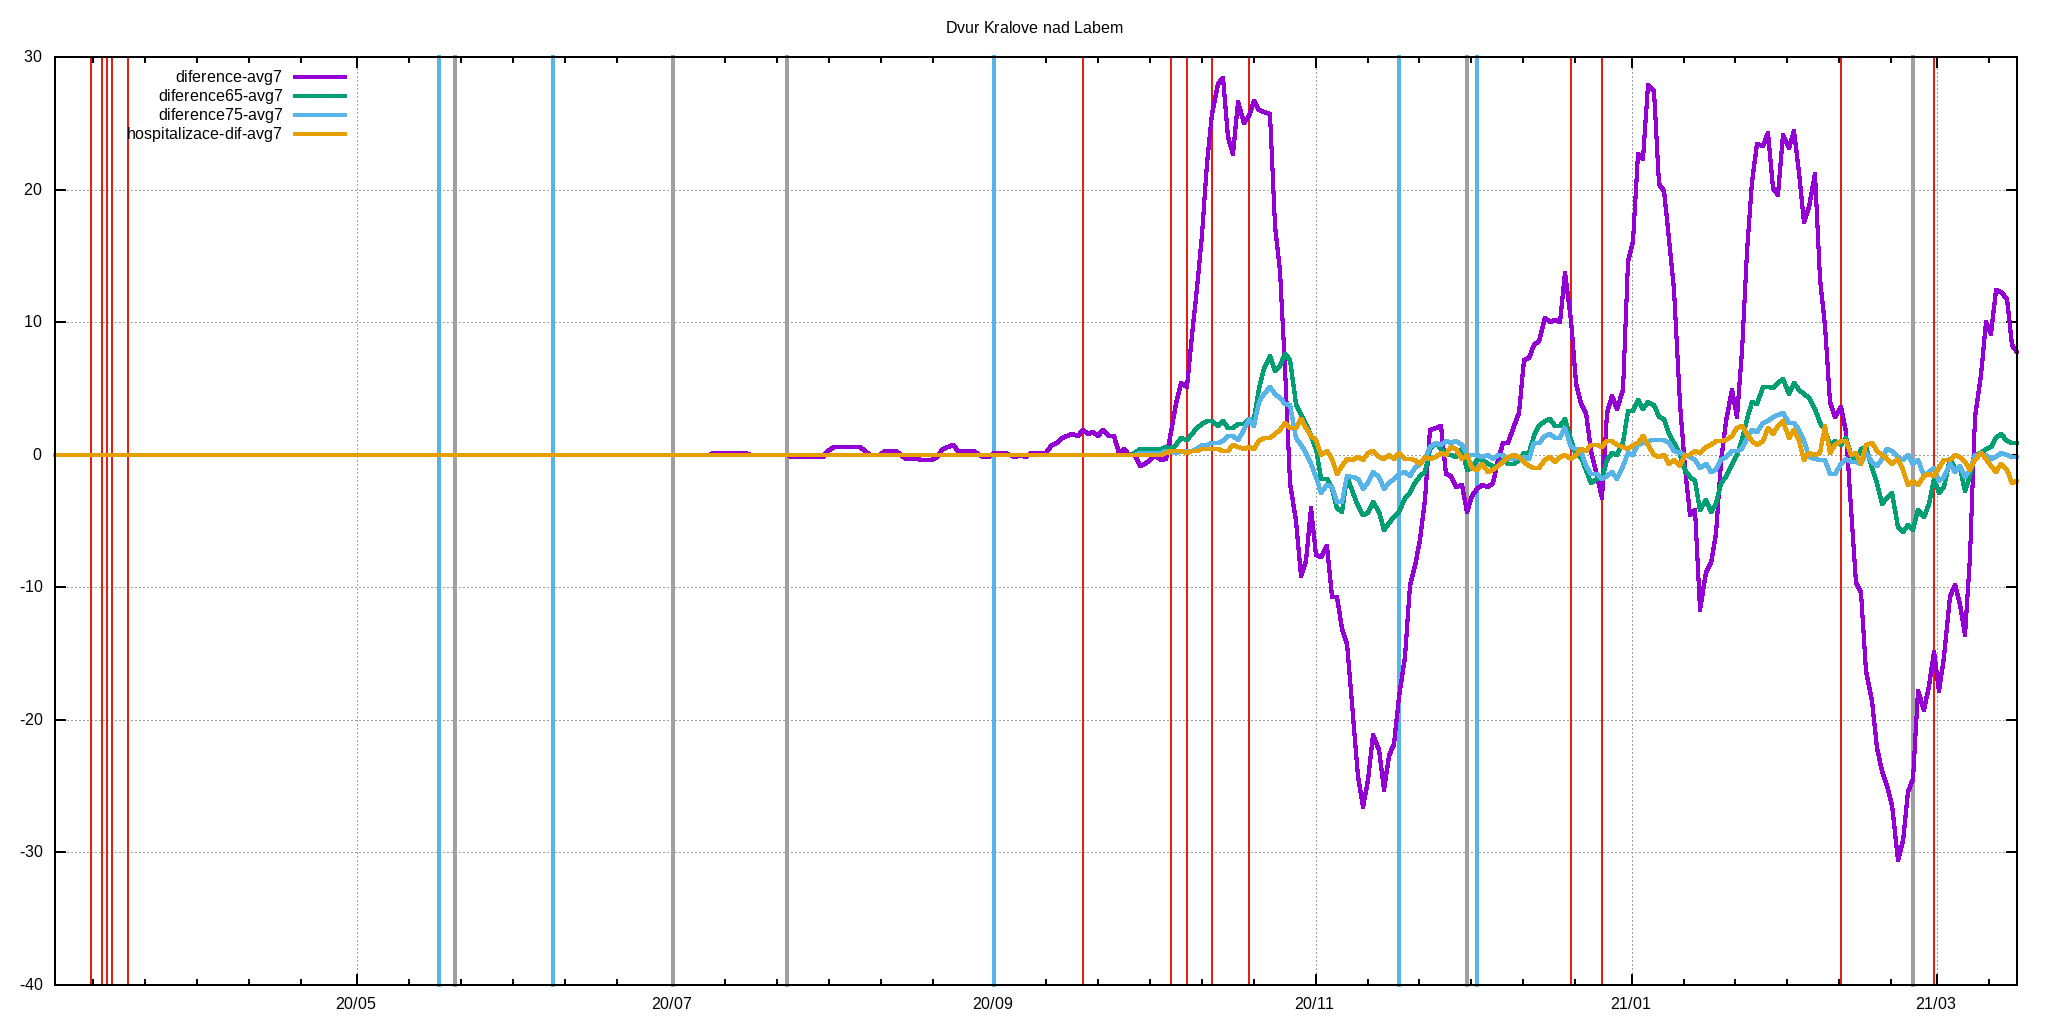 Dvur Kralove nad Labem
30
20
10
0
-10
-20
-30
-40
diference-avg7
diference65-avg7
diference75-avg7
hospitalizace-dif-avg7
20/05
20/07
20/09
20/11
21/01
21/03